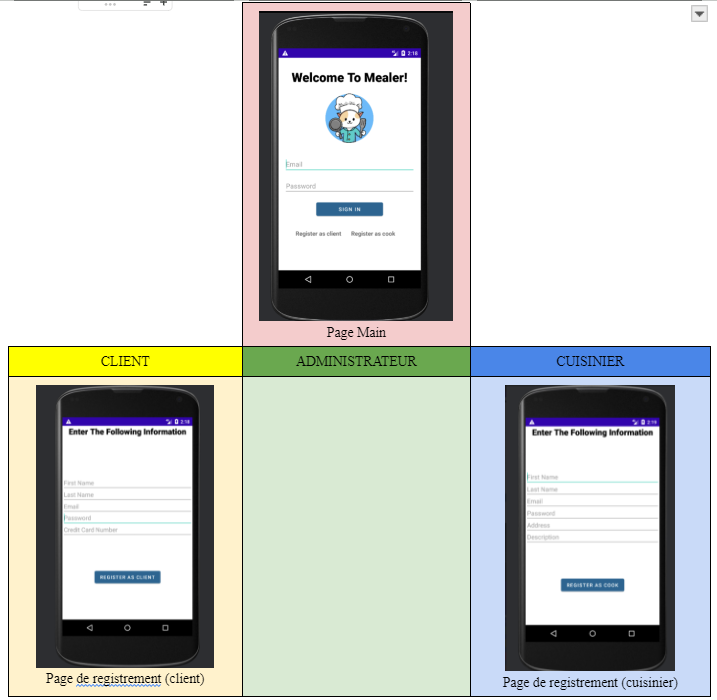 2:18
Welcome To Mealer!
Email
Password
SIGN IN
Register as client Register as cook
Page Main
CLIENT ADMINISTRATEUR CUISINIER
2:18
Enter The Following Information
First Name
Last Name
Email
Password
Credit Card Number
REGISTER AS CLIENT
Page de registrement (client)
2:19
Enter The Following Information
First Name
Last Name
Email
Password
Address
Description
REGISTER AS COOK
Page de registrement (cuisinier)